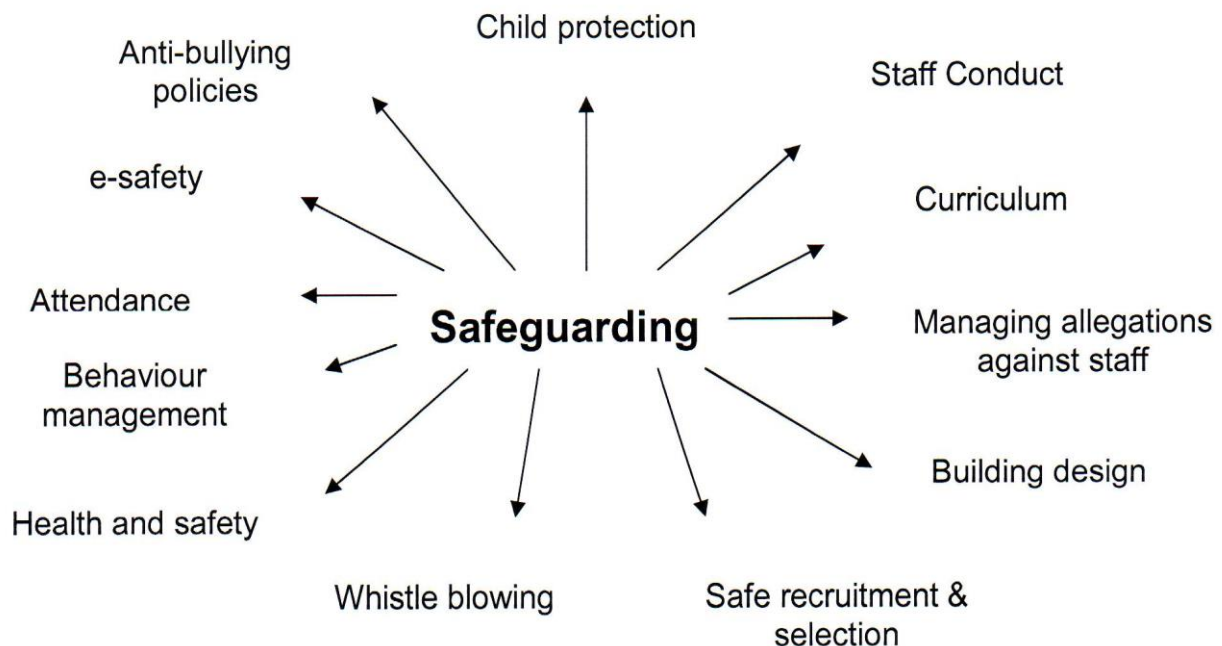 Child protection
Anti-bullying
policies
Staff Conduct
e-safety
Curriculum
Attendance
Safeguarding
Managing allegations
against staff
Behaviour
management
Building design
Health and safety
Whistle blowing
Safe recruitment &
selection